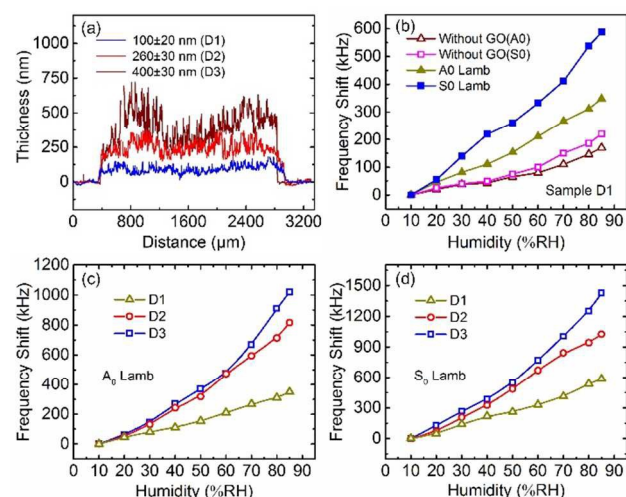 (a)
100±20 nm (D1)
260±30 nm (D2)
400±30 nm (D3)
1000
750
500
250
0
Thickness (nm)
0 800 1600 2400 3200
Distance (μm)
(b)
Without GO(A0)
Without GO(S0)
A0 Lamb
S0 Lamb
600
500
400
300
200
100
0
Frequency Shift (kHz)
Sample D1
0 10 20 30 40 50 60 70 80 90
Humidity (%RH)
(c)
D1
D2
D3
A₀ Lamb
1200
1000
800
600
400
200
0
Frequency Shift (kHz)
0 10 20 30 40 50 60 70 80 90
Humidity (%RH)
(d)
D1
D2
D3
S₀ Lamb
1500
1200
900
600
300
0
Frequency Shift (kHz)
0 10 20 30 40 50 60 70 80 90
Humidity (%RH)